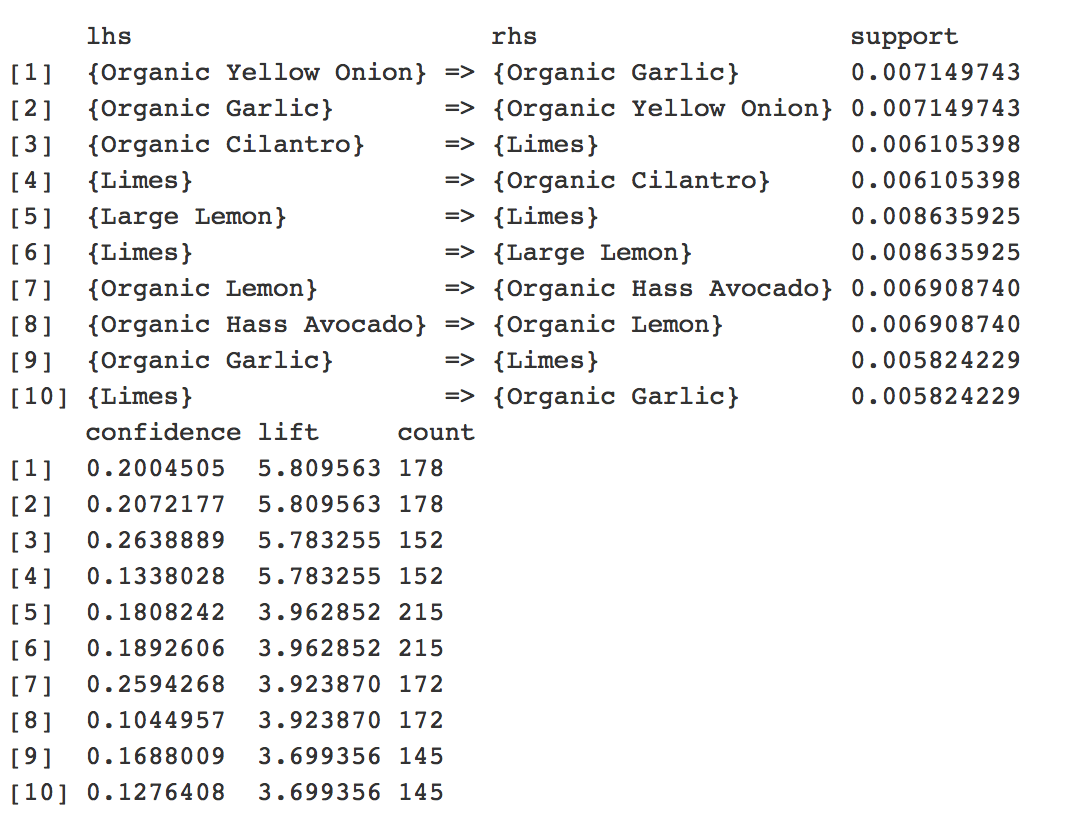 lhs rhs support
[1] {Organic Yellow Onion} => {Organic Garlic} 0.007149743
[2] {Organic Garlic} => {Organic Yellow Onion} 0.007149743
[3] {Organic Cilantro} => {Limes} 0.006105398
[4] {Limes} => {Organic Cilantro} 0.006105398
[5] {Large Lemon} => {Limes} 0.008635925
[6] {Limes} => {Large Lemon} 0.008635925
[7] {Organic Lemon} => {Organic Hass Avocado} 0.006908740
[8] {Organic Hass Avocado} => {Organic Lemon} 0.006908740
[9] {Organic Garlic} => {Limes} 0.005824229
[10] {Limes} => {Organic Garlic} 0.005824229
confidence lift count
[1] 0.2004505 5.809563 178
[2] 0.2072177 5.809563 178
[3] 0.2638889 5.783255 152
[4] 0.1338028 5.783255 152
[5] 0.1808242 3.962852 215
[6] 0.1892606 3.962852 215
[7] 0.2594268 3.923870 172
[8] 0.1044957 3.923870 172
[9] 0.1688009 3.699356 145
[10] 0.1276408 3.699356 145